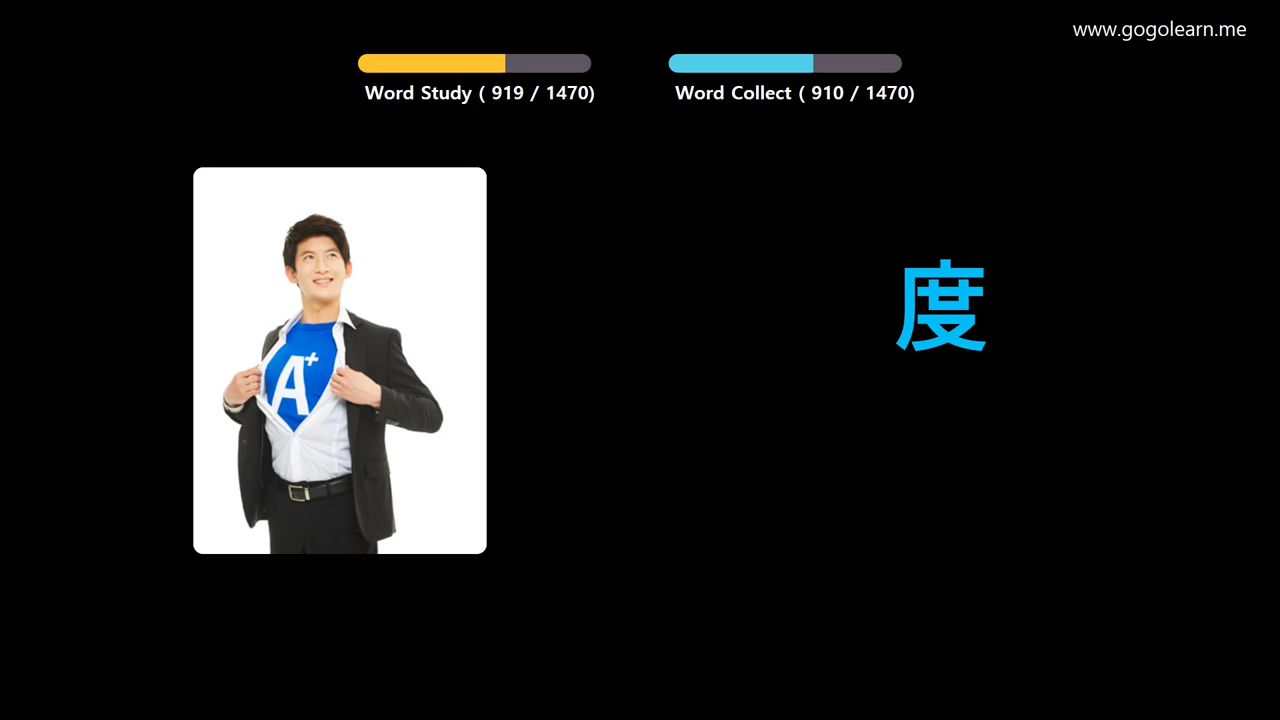 www.gogolearn.me
Word Study ( 919 / 1470)
Word Collect ( 910 / 1470)
A+
度